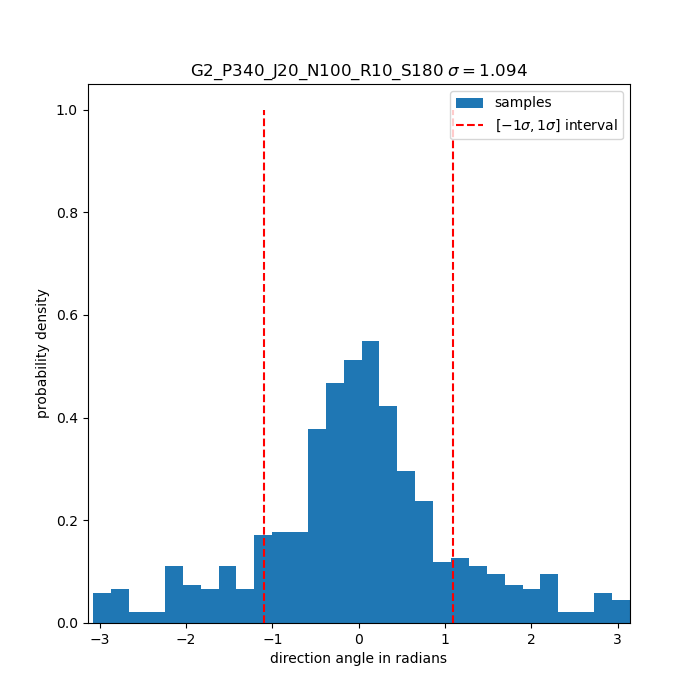 G2_P340_J20_N100_R10_S180 σ = 1.094
samples
[−1σ, 1σ] interval
1.0
0.8
0.6
0.4
0.2
0.0
probability density
−3
−2
−1
0
1
2
3
direction angle in radians